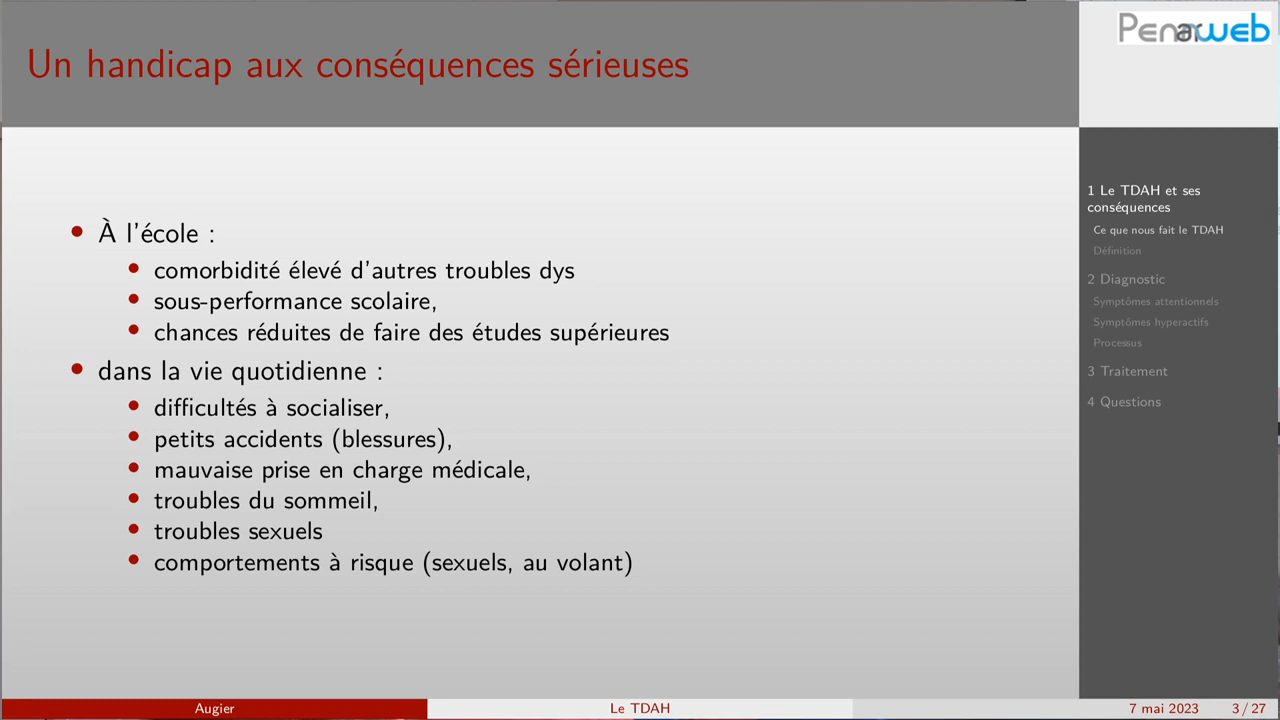 Un handicap aux conséquences sérieuses
À l'école :
comorbidité élevé d'autres troubles dys
sous-performance scolaire,
chances réduites de faire des études supérieures
dans la vie quotidienne :
difficultés à socialiser,
petits accidents (blessures),
mauvaise prise en charge médicale,
troubles du sommeil,
troubles sexuels
comportements à risque (sexuels, au volant)
Penarweb
1 Le TDAH et ses
conséquences
Ce que nous fait le TDAH
Définition
2 Diagnostic
Symptômes attentionnels
Symptômes hyperactifs
Processus
3 Traitement
4 Questions
Augier
Le TDAH
7 mai 2023
3 / 27